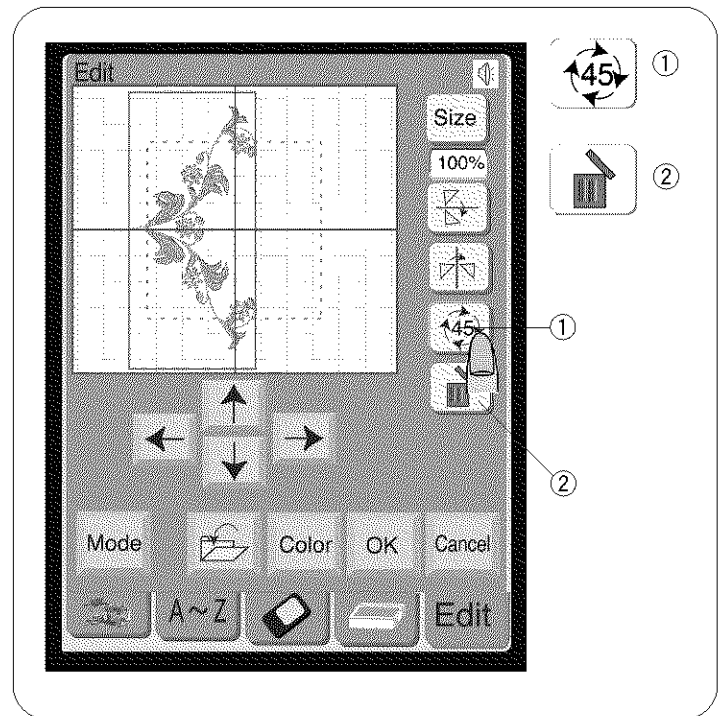 Edit
45
①
Size
100%
②
45
①
②
Mode
Color
OK
Cancel
A~Z
Edit